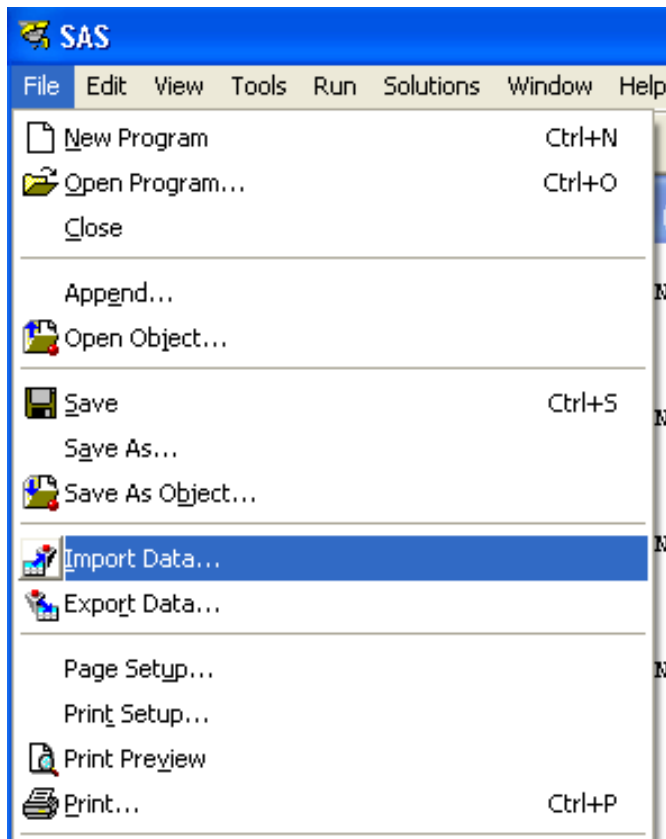 SAS
File Edit View Tools Run Solutions Window Help
New Program Ctrl+N
Open Program... Ctrl+O
Close
Append...
Open Object...
Save Ctrl+S
Save As...
Save As Object...
Import Data...
Export Data...
Page Setup...
Print Setup...
Print Preview
Print... Ctrl+P